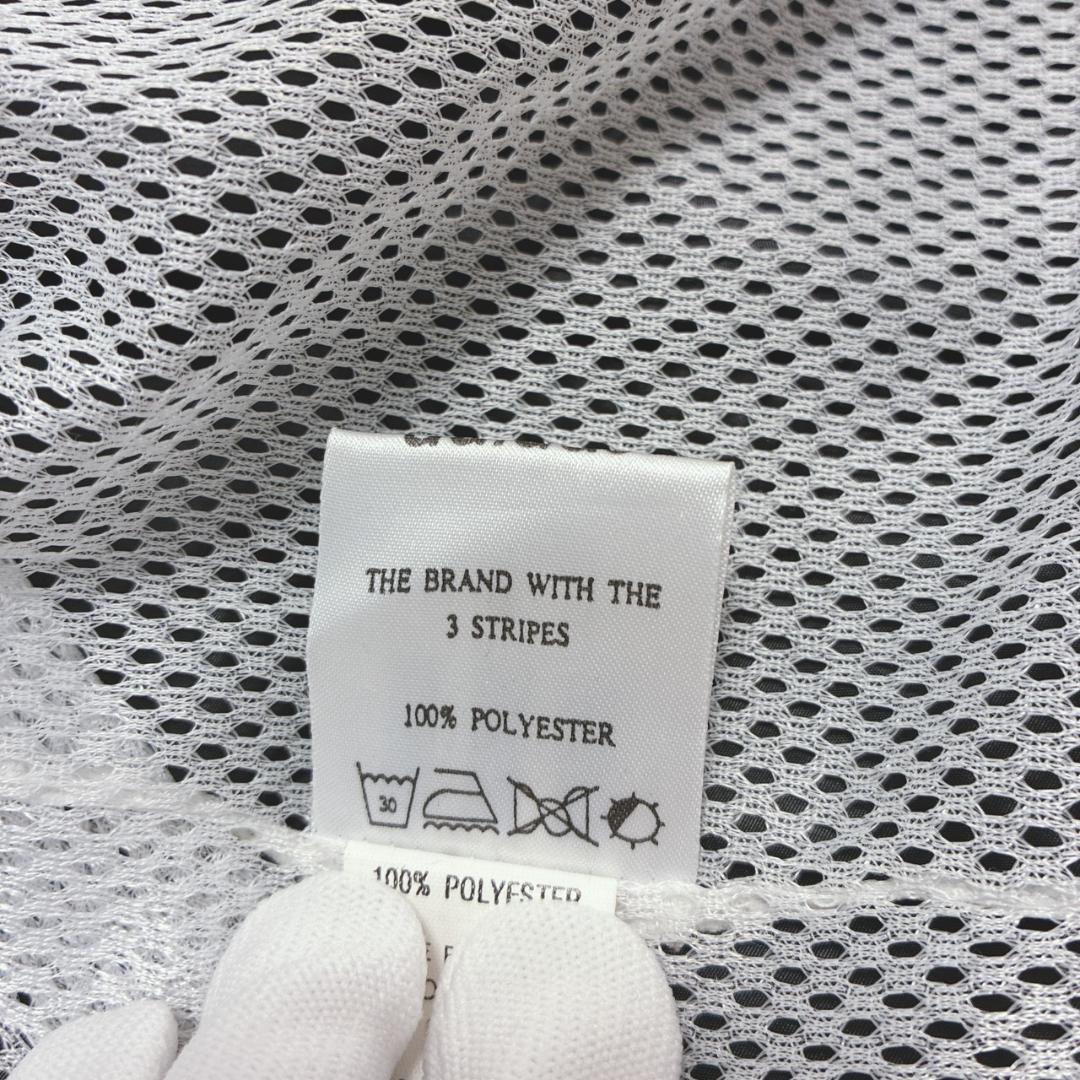 THE BRAND WITH THE
3 STRIPES
100% POLYESTER
30
100% POLYESTER